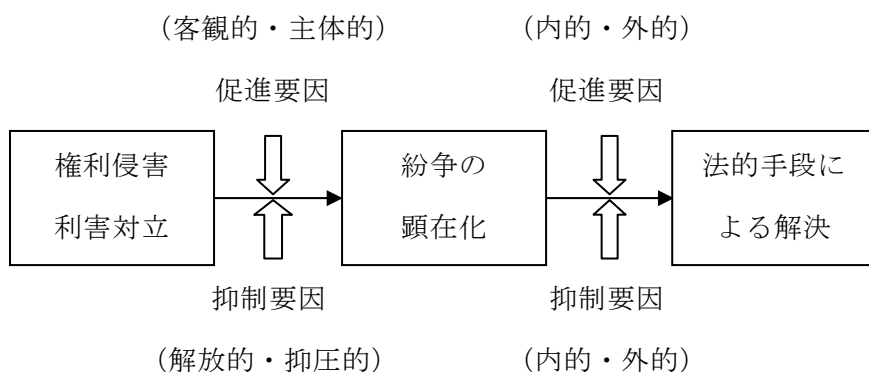 （客観的・主体的）
（内的・外的）
促進要因
促進要因
権利侵害
利害対立
紛争の
顕在化
法的手段に
よる解決
抑制要因
抑制要因
（解放的・抑圧的）
（内的・外的）